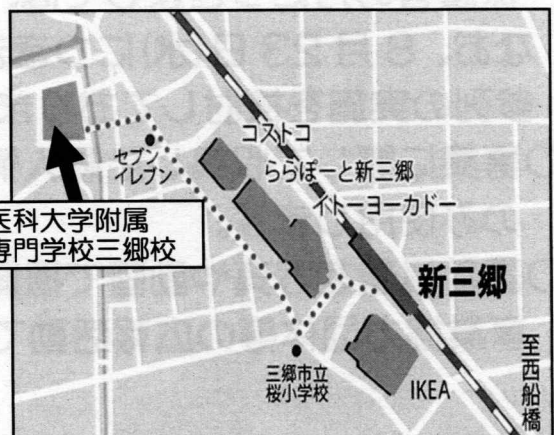 コストコ
セブン
イレブン
ららぽーと新三郷
イトーヨーカドー
医科大学附属
専門学校三郷校
新三郷
三郷市立
桜小学校
IKEA
至西船橋